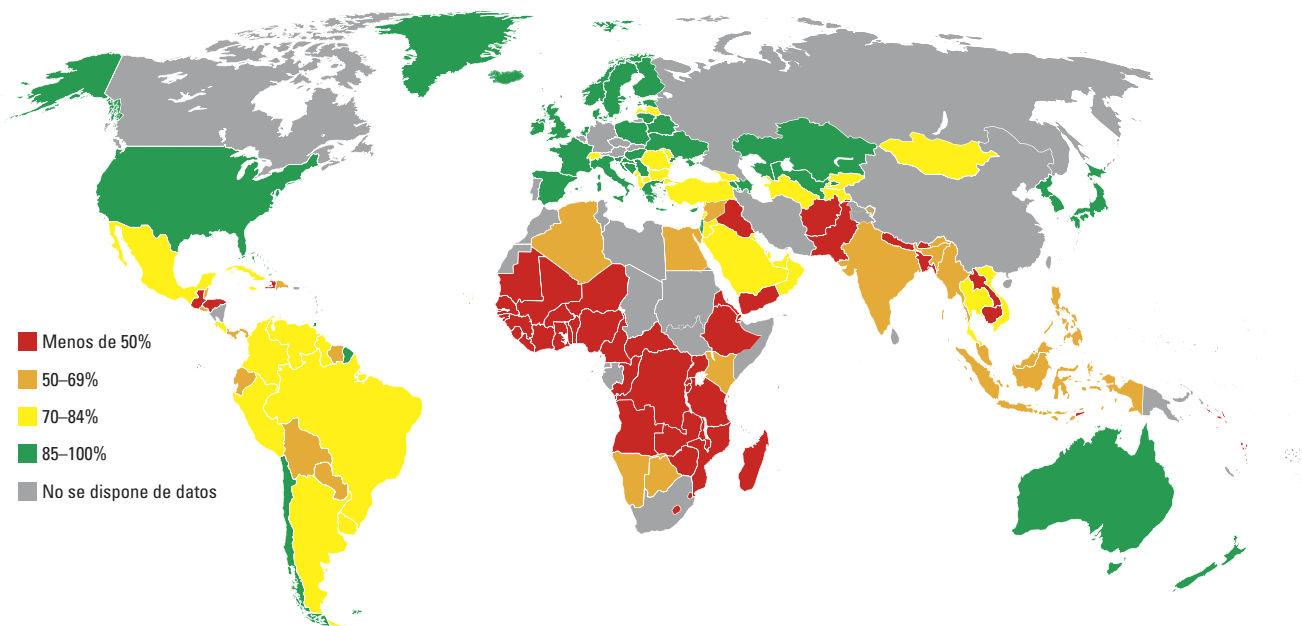 Menos de 50%
50–69%
70–84%
85–100%
No se dispone de datos